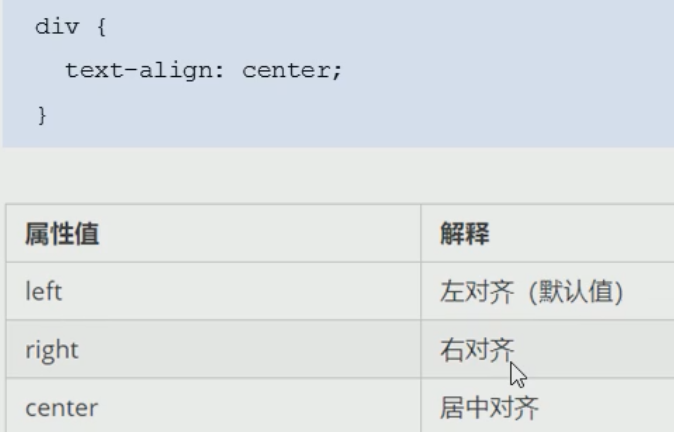 div {
text-align: center;
}
属性值 解释
left 左对齐（默认值）
right 右对齐
center 居中对齐